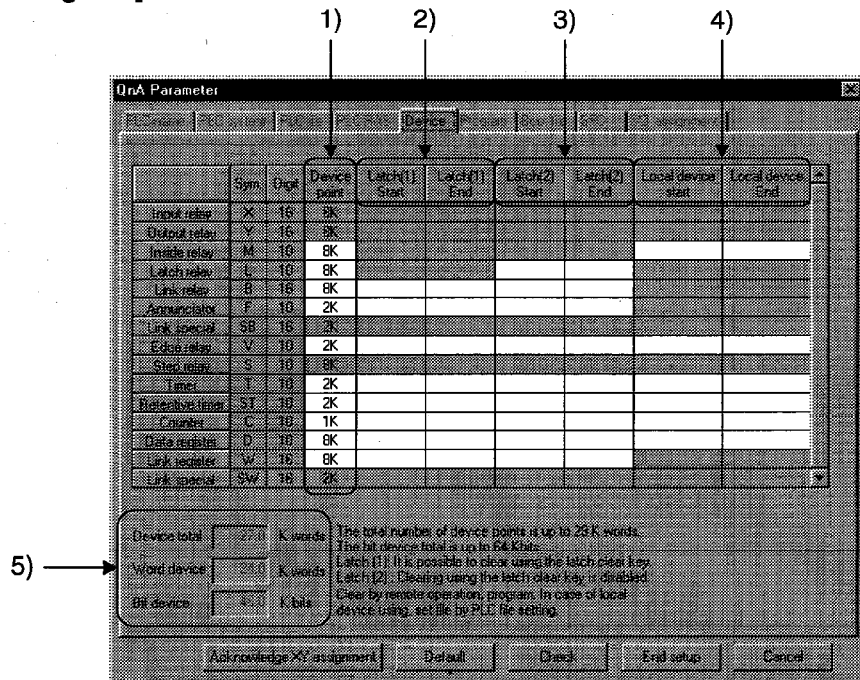 1) 2) 3) 4)
QnA Parameter
Device
Sym. Digit Device point Latch(1) Start Latch(1) End Latch(2) Start Latch(2) End Local device start Local device End
Input relay X 16 8K
Output relay Y 16 8K
Inside relay M 10 8K
Latch relay L 10 8K
Link relay B 16 8K
Annunciator F 10 2K
Link special SB 16 2K
Edge relay V 10 2K
Step relay S 10 8K
Timer T 10 2K
Retentive timer ST 10 2K
Counter C 10 1K
Data register D 10 8K
Link register W 16 8K
Link special SW 16 2K
5)
Device total K words
Word device K words
Bit device K bits
The total number of device points is up to 29 K words.
The bit device total is up to 64 Kbits.
Latch (1) : It is possible to clear using the latch clear key.
Latch (2) : Clearing using the latch clear key is disabled.
Clear by remote operation, program. In case of local
device using, set file by PLC file setting.
Acknowledge XY assignment Default Check End setup Cancel